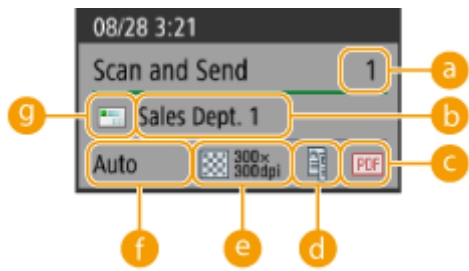 08/28 3:21
Scan and Send 1
a
g
Sales Dept. 1
b
Auto
300×
300dpi
PDF
c
f
e
d